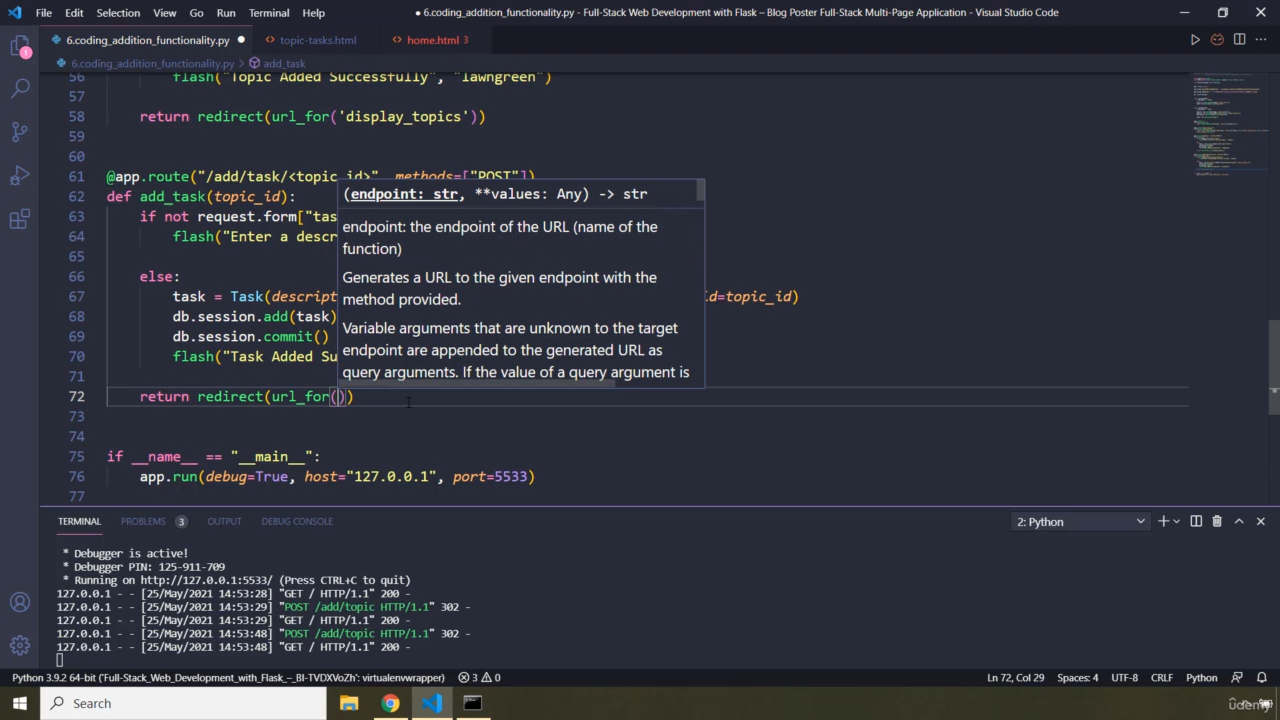 File Edit Selection View Go Run Terminal Help
● 6.coding_addition_functionality.py - Full-Stack Web Development with Flask – Blog Poster Full-Stack Multi-Page Application - Visual Studio Code
6.coding_addition_functionality.py ● topic-tasks.html home.html 3
6.coding_addition_functionality.py > add_task
56 flash("Topic Added Successfully", "lawngreen")
57
58 return redirect(url_for('display_topics'))
59
60
61 @app.route("/add/task/<topic_id>", methods=["POST"])
62 def add_task(topic_id):
63 if not request.form["tas
64 flash("Enter a descr
65
66 else:
67 task = Task(descript
id=topic_id)
68 db.session.add(task)
69 db.session.commit()
70 flash("Task Added Su
71
72 return redirect(url_for())
73
74
75 if __name__ == "__main__":
76 app.run(debug=True, host="127.0.0.1", port=5533)
77
(endpoint: str, **values: Any) -> str
endpoint: the endpoint of the URL (name of the
function)
Generates a URL to the given endpoint with the
method provided.
Variable arguments that are unknown to the target
endpoint are appended to the generated URL as
query arguments. If the value of a query argument is
TERMINAL PROBLEMS 3 OUTPUT DEBUG CONSOLE 2: Python
* Debugger is active!
* Debugger PIN: 125-911-709
* Running on http://127.0.0.1:5533/ (Press CTRL+C to quit)
127.0.0.1 - - [25/May/2021 14:53:28] "GET / HTTP/1.1" 200 -
127.0.0.1 - - [25/May/2021 14:53:29] "POST /add/topic HTTP/1.1" 302 -
127.0.0.1 - - [25/May/2021 14:53:29] "GET / HTTP/1.1" 200 -
127.0.0.1 - - [25/May/2021 14:53:48] "POST /add/topic HTTP/1.1" 302 -
127.0.0.1 - - [25/May/2021 14:53:48] "GET / HTTP/1.1" 200 -
Python 3.9.2 64-bit ('Full-Stack_Web_Development_with_Flask_-_BI-TVDXVoZh': virtualenvwrapper) 3 0 Ln 72, Col 29 Spaces: 4 UTF-8 CRLF Python
Search
udemy